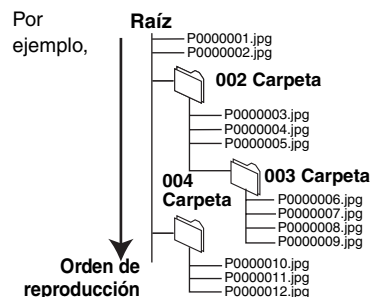 Por
ejemplo,
Raíz
P0000001.jpg
P0000002.jpg
002 Carpeta
P0000003.jpg
P0000004.jpg
P0000005.jpg
003 Carpeta
P0000006.jpg
P0000007.jpg
P0000008.jpg
P0000009.jpg
004
Carpeta
P0000010.jpg
P0000011.jpg
P0000012.jpg
Orden de
reproducción